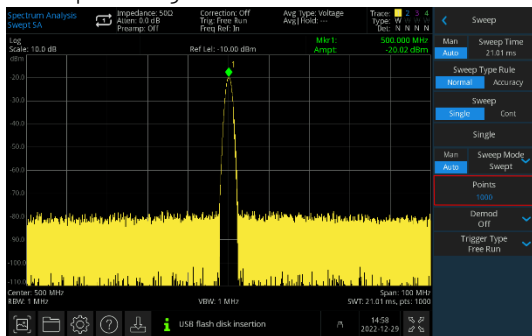 Spectrum Analysis
Swept SA
Impedance: 50Ω
Atten: 0.0 dB
Preamp: Off
Correction: Off
Trig: Free Run
Freq Ref: In
Avg Type: Voltage
Avg|Hold: ---
Trace: 1 2 3 4
Type: W W W W
Det: N N N N
Log
Scale: 10.0 dB
Ref Lel: -10.00 dBm
Mkr1: 500.000 MHz
Ampt: -20.02 dBm
dBm
1
-20.0
-30.0
-40.0
-50.0
-60.0
-70.0
-80.0
-90.0
-100.0
-110.0
Center: 500 MHz
Span: 100 MHz
RBW: 1 MHz
VBW: 1 MHz
SWT: 21.01 ms, pts: 1000
USB flash disk insertion
14:58
2022-12-29
Sweep
Man
Auto
Sweep Time
21.01 ms
Sweep Type Rule
Normal
Accuracy
Sweep
Single
Cont
Single
Man
Auto
Sweep Mode
Swept
Points
1000
Demod
Off
Trigger Type
Free Run